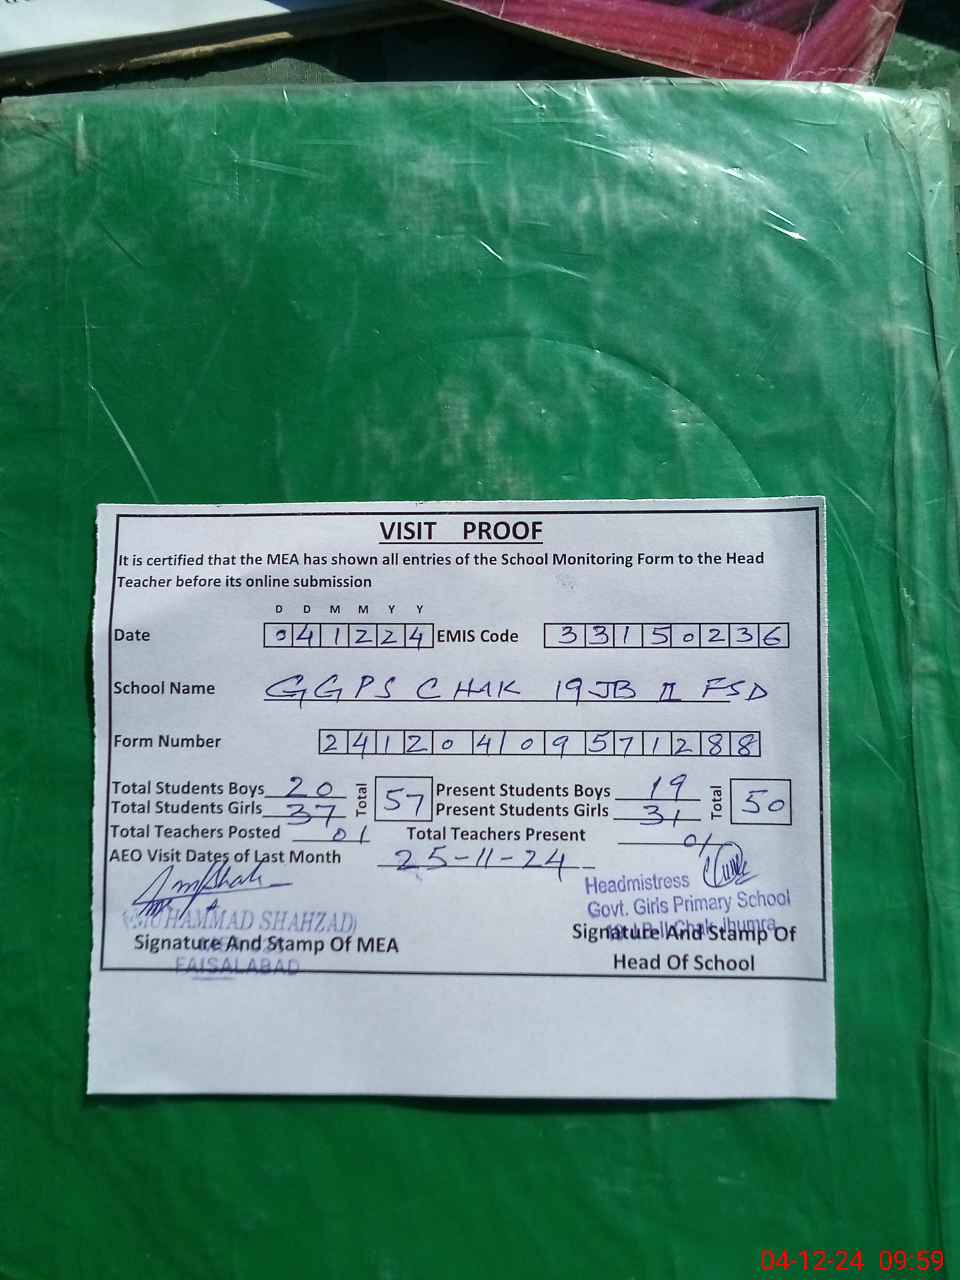 VISIT PROOF
It is certified that the MEA has shown all entries of the School Monitoring Form to the Head
Teacher before its online submission
D D M M Y Y
Date 041224 EMIS Code 33150236
School Name GGPS CHAK 19JB II FSD
Form Number 241204109571288
Total Students Boys 20 Total 57 Present Students Boys 19 Total 50
Total Students Girls 37 Present Students Girls 31
Total Teachers Posted 01 Total Teachers Present 01
AEO Visit Dates of Last Month 25-11-24
Headmistress
Govt. Girls Primary School
(MUHAMMAD SHAHZAD)
Signature And Stamp Of MEA
Signature And Stamp Of
Head Of School
FAISALABAD
04-12-24 09:59